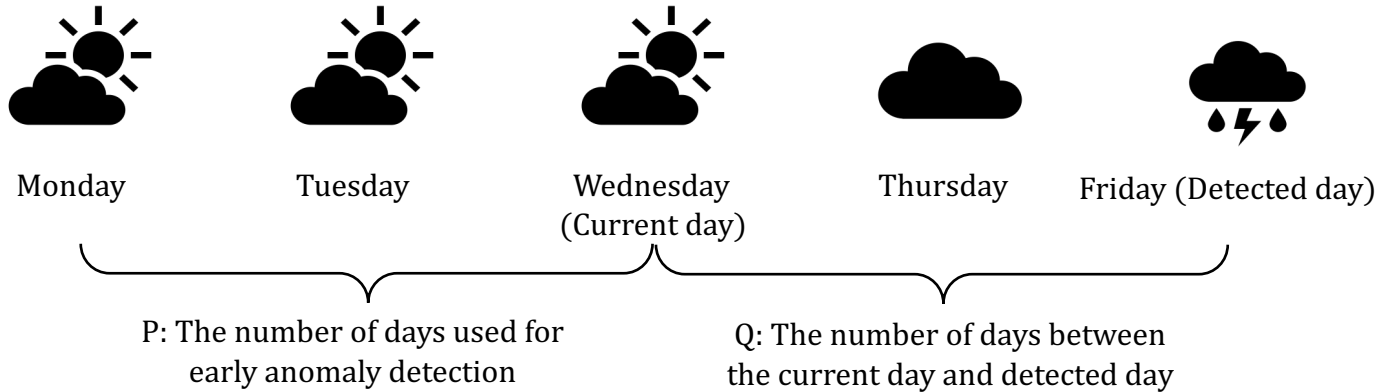 Monday
Tuesday
Wednesday
(Current day)
Thursday
Friday (Detected day)
P: The number of days used for
early anomaly detection
Q: The number of days between
the current day and detected day